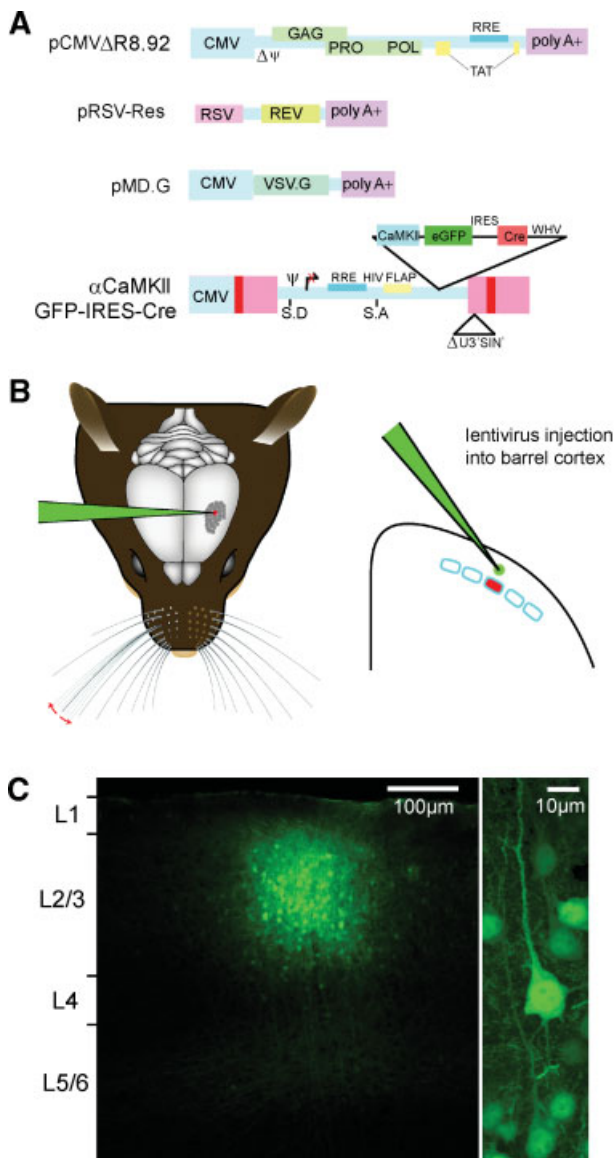 A
pCMVΔR8.92
CMV
Δψ
GAG
PRO
POL
RRE
TAT
poly A+
pRSV-Res
RSV
REV
poly A+
pMD.G
CMV
VSV.G
poly A+
CaMKII
eGFP
IRES
Cre
WHV
αCaMKII
GFP-IRES-Cre
CMV
ψ
RRE
HIV FLAP
S.D
S.A
ΔU3'SIN'
B
lentivirus injection
into barrel cortex
C
L1
L2/3
L4
L5/6
100μm
10μm